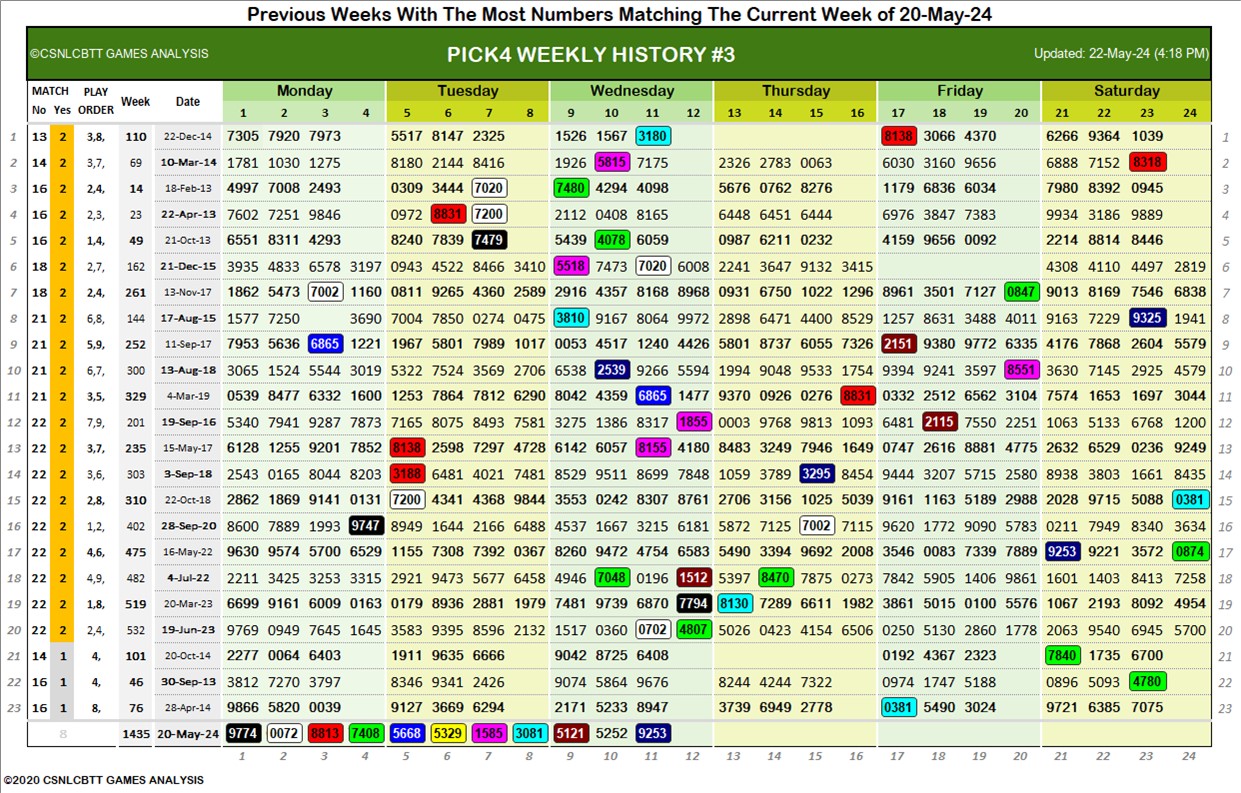 Previous Weeks With The Most Numbers Matching The Current Week of 20-May-24
©CSNLCBTT GAMES ANALYSIS PICK4 WEEKLY HISTORY #3 Updated: 22-May-24 (4:18 PM)
MATCH PLAY Week Date Monday Tuesday Wednesday Thursday Friday Saturday
No Yes ORDER 1 2 3 4 5 6 7 8 9 10 11 12 13 14 15 16 17 18 19 20 21 22 23 24
1 13 2 3,8, 110 22-Dec-14 7305 7920 7973 5517 8147 2325 1526 1567 3180 8138 3066 4370 6266 9364 1039 1
2 14 2 3,7, 69 10-Mar-14 1781 1030 1275 8180 2144 8416 1926 5815 7175 2326 2783 0063 6030 3160 9656 6888 7152 8318 2
3 16 2 2,4, 14 18-Feb-13 4997 7008 2493 0309 3444 7020 7480 4294 4098 5676 0762 8276 1179 6836 6034 7980 8392 0945 3
4 16 2 2,3, 23 22-Apr-13 7602 7251 9846 0972 8831 7200 2112 0408 8165 6448 6451 6444 6976 3847 7383 9934 3186 9889 4
5 16 2 1,4, 49 21-Oct-13 6551 8311 4293 8240 7839 7479 5439 4078 6059 0987 6211 0232 4159 9656 0092 2214 8814 8446 5
6 18 2 2,7, 162 21-Dec-15 3935 4833 6578 3197 0943 4522 8466 3410 5518 7473 7020 6008 2241 3647 9132 3415 4308 4110 4497 2819 6
7 18 2 2,4, 261 13-Nov-17 1862 5473 7002 1160 0811 9265 4360 2589 2916 4357 8168 8968 0931 6750 1022 1296 8961 3501 7127 0847 9013 8169 7546 6838 7
8 21 2 6,8, 144 17-Aug-15 1577 7250 3690 7004 7850 0274 0475 3810 9167 8064 9972 2898 6471 4400 8529 1257 8631 3488 4011 9163 7229 9325 1941 8
9 21 2 5,9, 252 11-Sep-17 7953 5636 6865 1221 1967 5801 7989 1017 0053 4517 1240 4426 5801 8737 6055 7326 2151 9380 9772 6335 4176 7868 2604 5579 9
10 21 2 6,7, 300 13-Aug-18 3065 1524 5544 3019 5322 7524 3569 2706 6538 2539 9266 5594 1994 9048 9533 1754 9394 9241 3597 8551 3630 7145 2925 4579 10
11 21 2 3,5, 329 4-Mar-19 0539 8477 6332 1600 1253 7864 7812 6290 8042 4359 6865 1477 9370 0926 0276 8831 0332 2512 6562 3104 7574 1653 1697 3044 11
12 22 2 7,9, 201 19-Sep-16 3340 7941 9287 7873 7165 8075 8493 7581 3275 1386 8317 1855 0003 9768 9813 1093 6481 2115 7550 2251 1063 5133 6768 1200 12
13 22 2 3,7, 235 15-May-17 6128 1255 9201 7852 8138 2598 7297 4728 6142 6057 8155 4180 8483 3249 7948 1649 0747 2616 8881 4775 2632 6529 0236 9249 13
14 22 2 3,6, 303 3-Sep-18 2543 0165 8044 8203 3188 6481 4021 7481 8529 9511 8699 7848 1053 3789 3295 8454 9444 3207 5715 2580 8938 3503 1661 8435 14
15 22 2 2,8, 310 22-Oct-18 2862 1869 9141 0131 7200 4341 4368 9844 3553 0242 8307 8761 2706 3156 1025 5039 9161 1163 5189 2988 2028 9715 5088 0381 15
16 22 2 1,2, 402 28-Sep-20 8600 7889 1993 9747 8949 1644 2166 6488 4537 1667 3215 6181 5872 7125 7002 7115 9620 1772 9090 5783 0211 7949 8340 3634 16
17 22 2 4,6, 475 16-May-22 9630 9574 5700 6529 1155 7308 7392 0367 8260 9472 4754 6583 5490 3394 9692 2008 3546 0083 7339 7889 9253 9221 3572 0874 17
18 22 2 4,9, 482 4-Jul-22 2211 3425 3253 3315 2921 9473 5677 6458 4946 7048 0196 1512 5397 8470 7875 0273 7842 5905 1406 9861 1601 1403 8413 7258 18
19 22 2 1,8, 519 20-Mar-23 6699 9161 6009 0163 0179 8936 2881 1979 7481 9739 6870 7794 8130 7289 6611 1982 3861 5015 0100 5576 1067 2193 8092 4954 19
20 22 2 2,4, 532 19-Jun-23 9769 0949 7645 1645 3583 9395 8596 2132 1517 0360 0702 4807 5026 0423 4154 6506 0250 5130 2860 1778 2063 9540 6945 5700 20
21 14 1 4, 101 20-Oct-14 2277 0064 6403 1911 9635 6666 9042 8725 6408 0192 4367 2323 7840 1735 6700 21
22 16 1 4, 46 30-Sep-13 3812 7270 3797 8346 9341 2426 9074 5864 9676 8244 4244 7322 0974 1747 5188 0896 5093 4780 22
23 16 1 8, 76 28-Apr-14 9866 5820 0039 9127 3669 6294 2171 5233 8947 3739 6949 2778 0381 5490 3024 9721 6385 7075 23
8 1435 20-May-24 9774 0072 8813 7408 5668 5329 1585 3081 5121 5252 9253
1 2 3 4 5 6 7 8 9 10 11 12 13 14 15 16 17 18 19 20 21 22 23 24
©2020 CSNLCBTT GAMES ANALYSIS